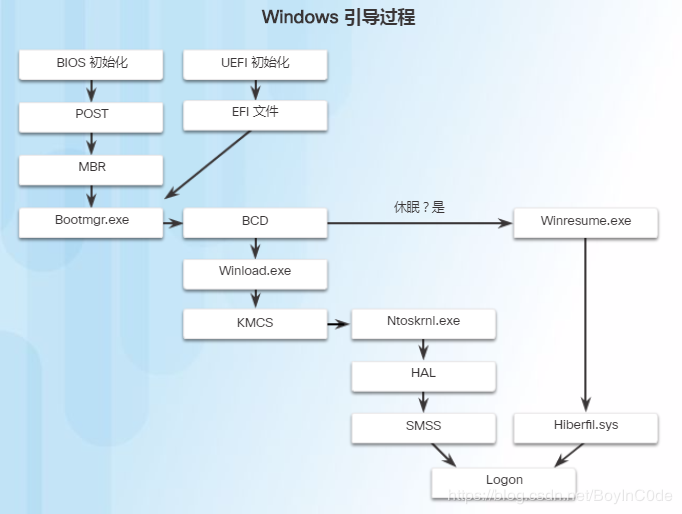 Windows 引导过程
BIOS 初始化
UEFI 初始化
POST
EFI 文件
MBR
Bootmgr.exe
BCD
休眠？是
Winresume.exe
Winload.exe
KMCS
Ntoskrnl.exe
HAL
SMSS
Hiberfil.sys
Logon
https://blog.csdn.net/BoyInC0de